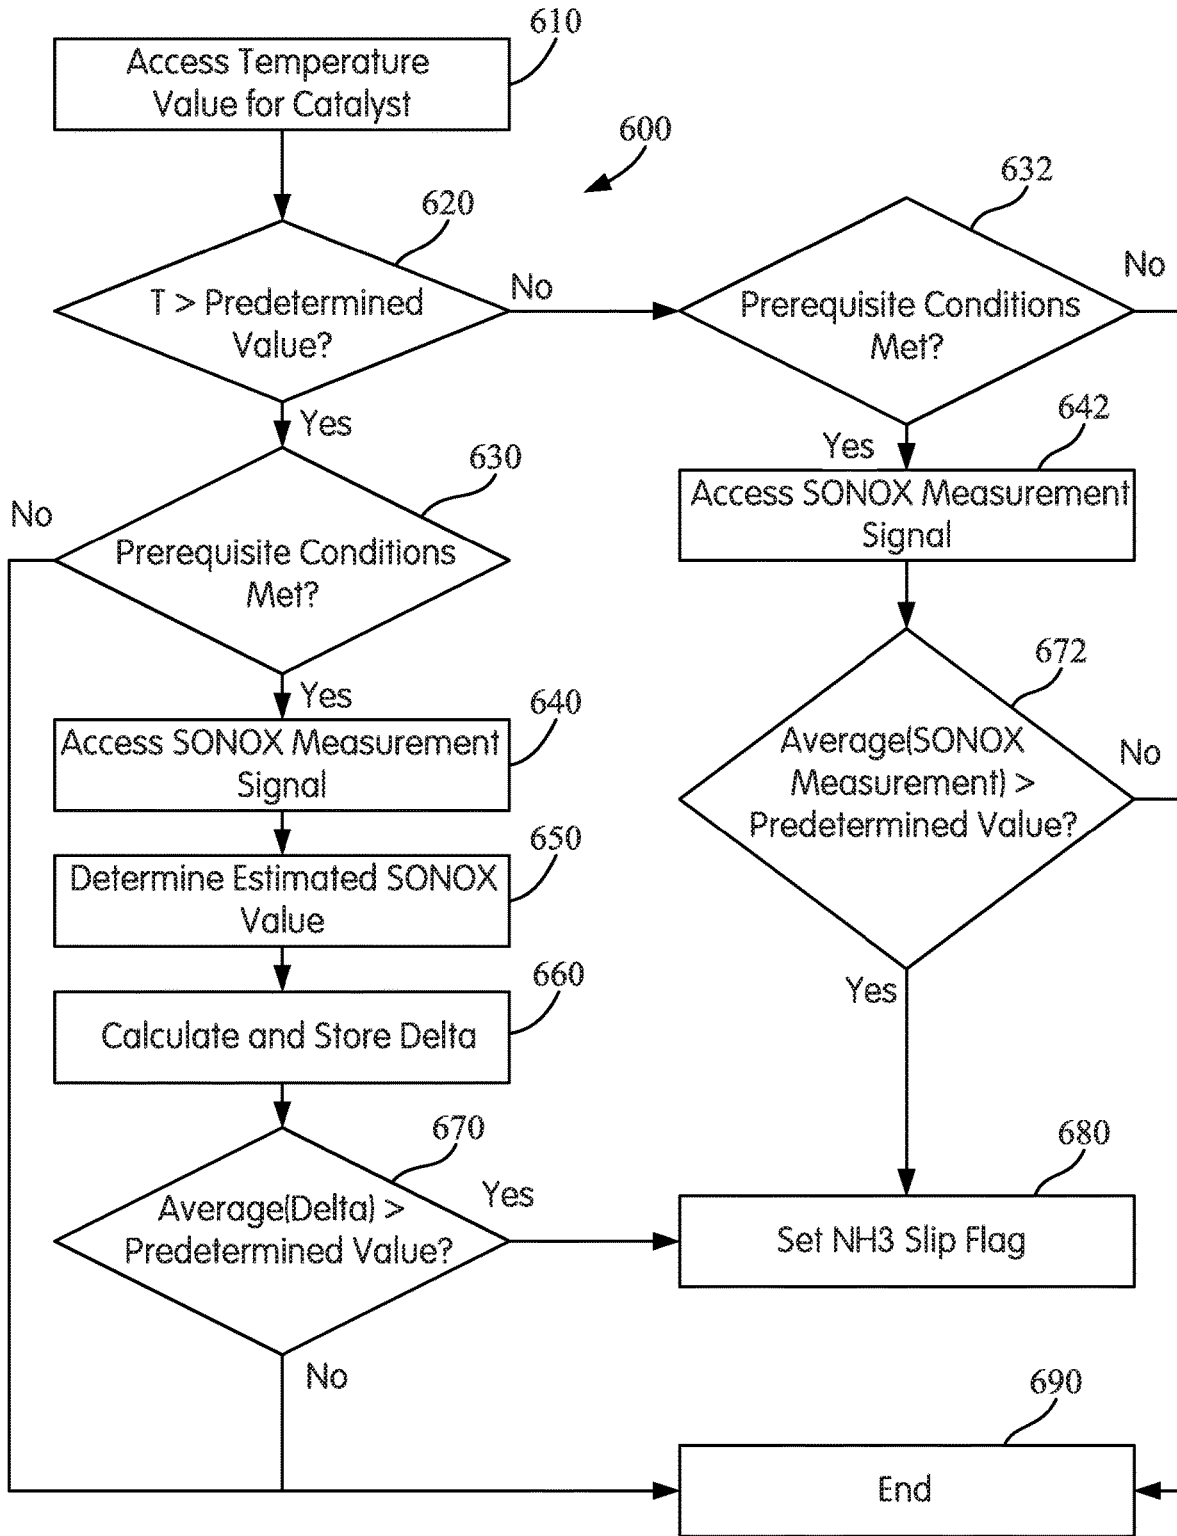 610
Access Temperature
Value for Catalyst
600
632
620
No
No
T > Predetermined
Value?
Prerequisite Conditions
Met?
Yes
642
Yes
630
Access SONOX Measurement
Signal
No
Prerequisite Conditions
Met?
672
Yes
640
Access SONOX Measurement
Signal
Average(SONOX
Measurement) >
Predetermined Value?
No
650
Determine Estimated SONOX
Value
660
Yes
Calculate and Store Delta
670
680
Yes
Average(Delta) >
Predetermined Value?
Set NH3 Slip Flag
No
690
End